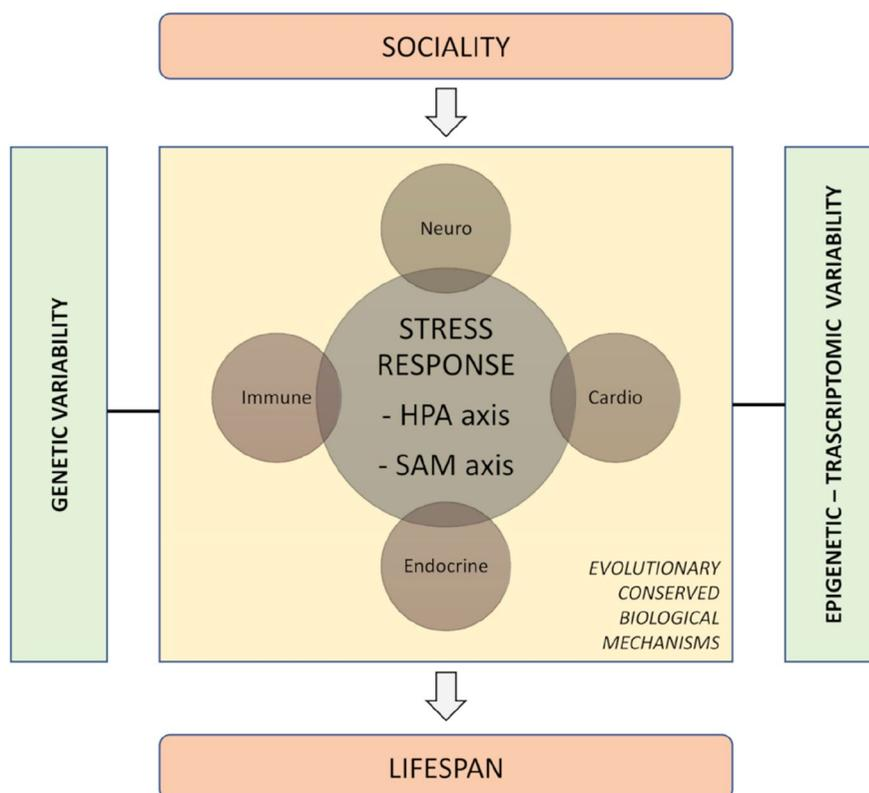 SOCIALITY
GENETIC VARIABILITY
Neuro
STRESS
RESPONSE
- HPA axis
- SAM axis
Immune
Cardio
Endocrine
EVOLUTIONARY
CONSERVED
BIOLOGICAL
MECHANISMS
EPIGENETIC – TRASCRIPTOMIC VARIABILITY
LIFESPAN